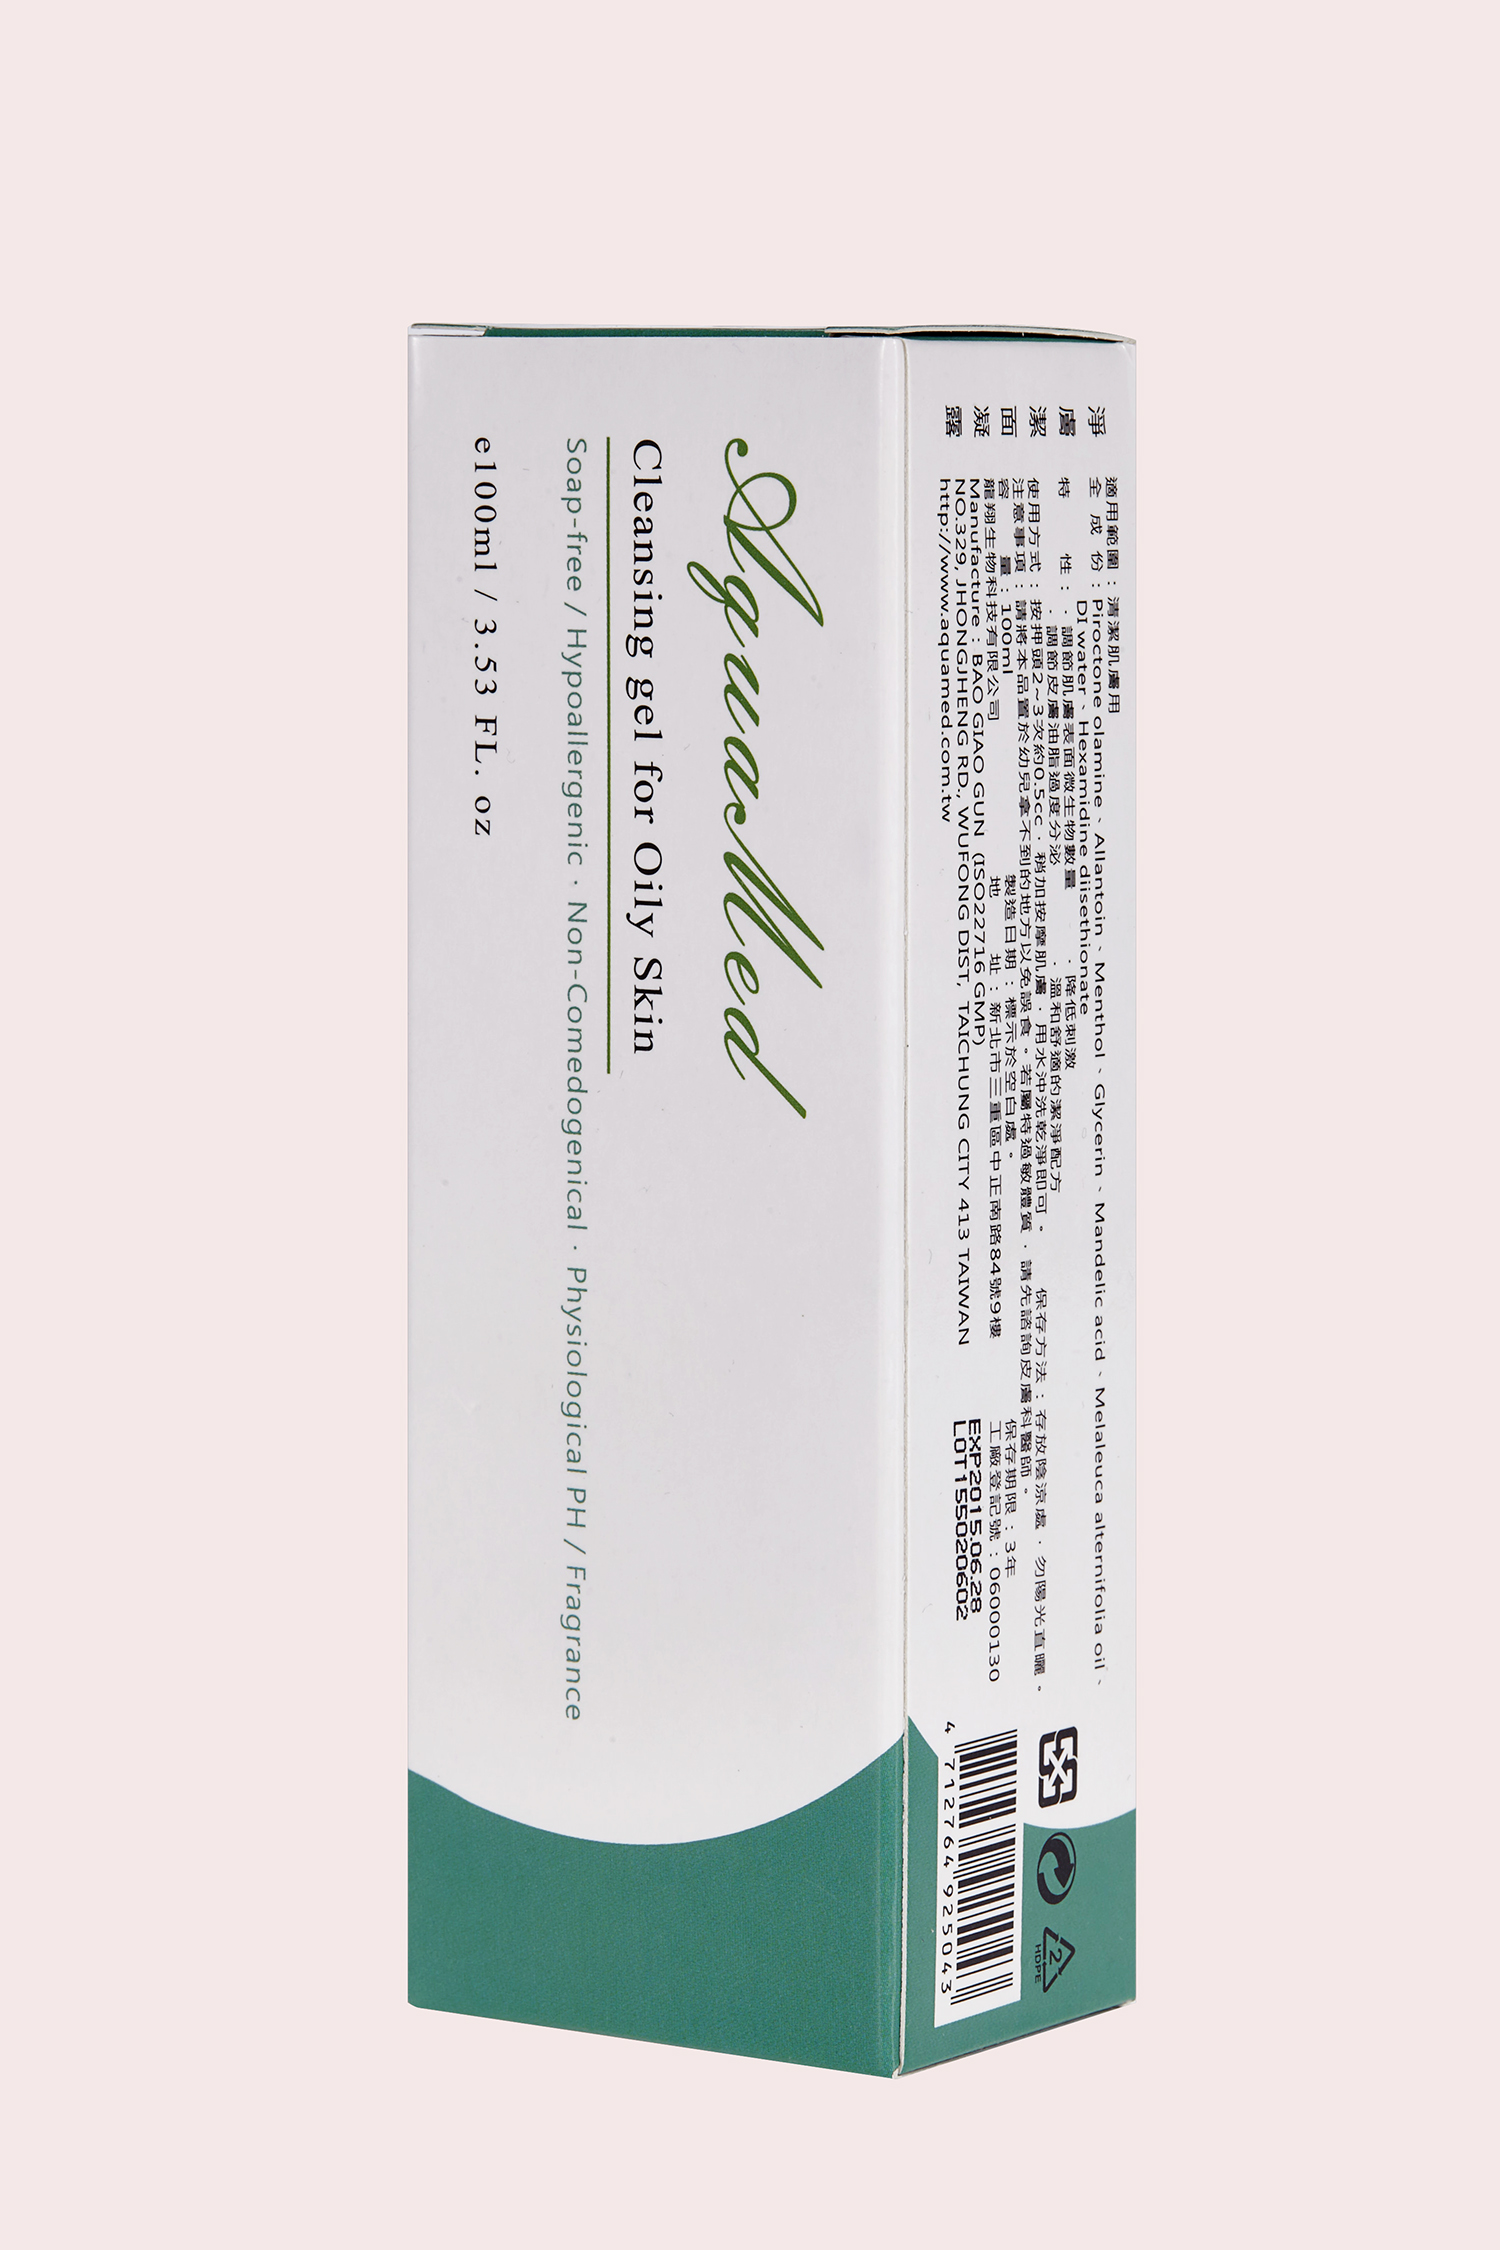 AquaMed
Cleansing gel for Oily Skin
Soap-free / Hypoallergenic · Non-Comedogenical · Physiological PH / Fragrance
e100ml / 3.53 FL. oz
淨膚潔面凝露
適用範圍：清潔肌膚用
全成份：Piroctone olamine、Allantoin、Menthol、Glycerin、Mandelic acid、Melaleuca alternifolia oil、
DI water、Hexamidine diisethionate
特性：．調節肌膚表面微生物數量 ．降低刺激
．調節皮膚油脂過度分泌 ．溫和舒適的潔淨配方
使用方式：按押頭2~3次約0.5cc．稍加按摩肌膚．用水沖洗乾淨即可。 保存方法：存放陰涼處．勿陽光直曬。
注意事項：請將本品置於幼兒拿不到的地方以免誤食。若屬特過敏體質．請先諮詢皮膚科醫師。
容量：100ml 製造日期：標示於空白處。 保存期限：3年
龍翔生物科技有限公司 地址：新北市三重區中正南路84號9樓 工廠登記號：06000130
Manufacture：BAO GIAO GUN (ISO22716 GMP)
NO.329, JHONGJHENG RD., WUFONG DIST, TAICHUNG CITY 413 TAIWAN
http://www.aquamed.com.tw
EXP2015.06.28
LOT155020602
4 712764 925043
2
HDPE